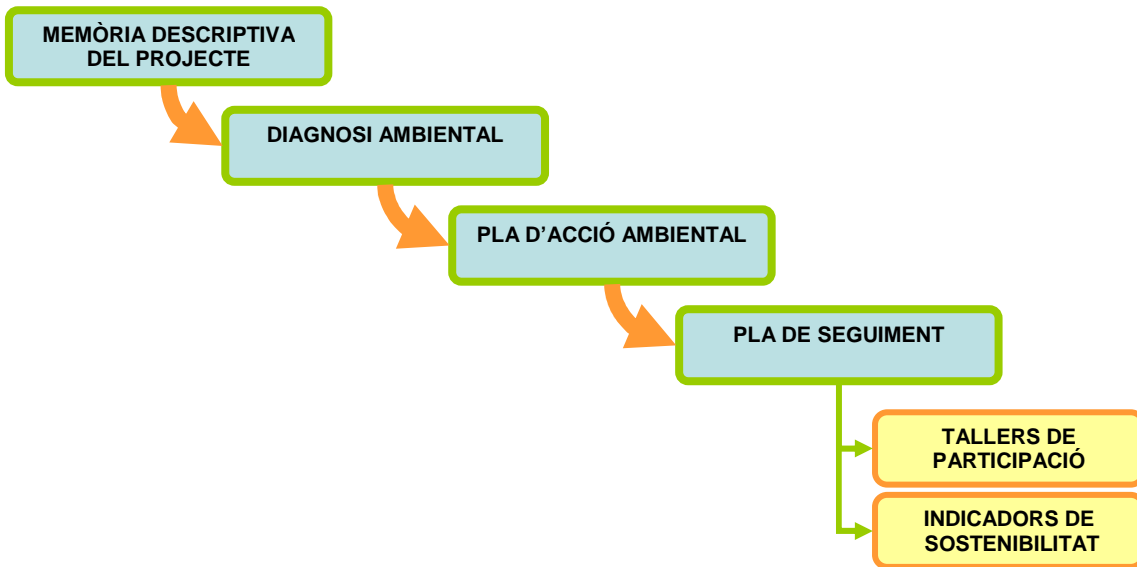 MEMÒRIA DESCRIPTIVA
DEL PROJECTE
DIAGNOSI AMBIENTAL
PLA D’ACCIÓ AMBIENTAL
PLA DE SEGUIMENT
TALLERS DE
PARTICIPACIÓ
INDICADORS DE
SOSTENIBILITAT